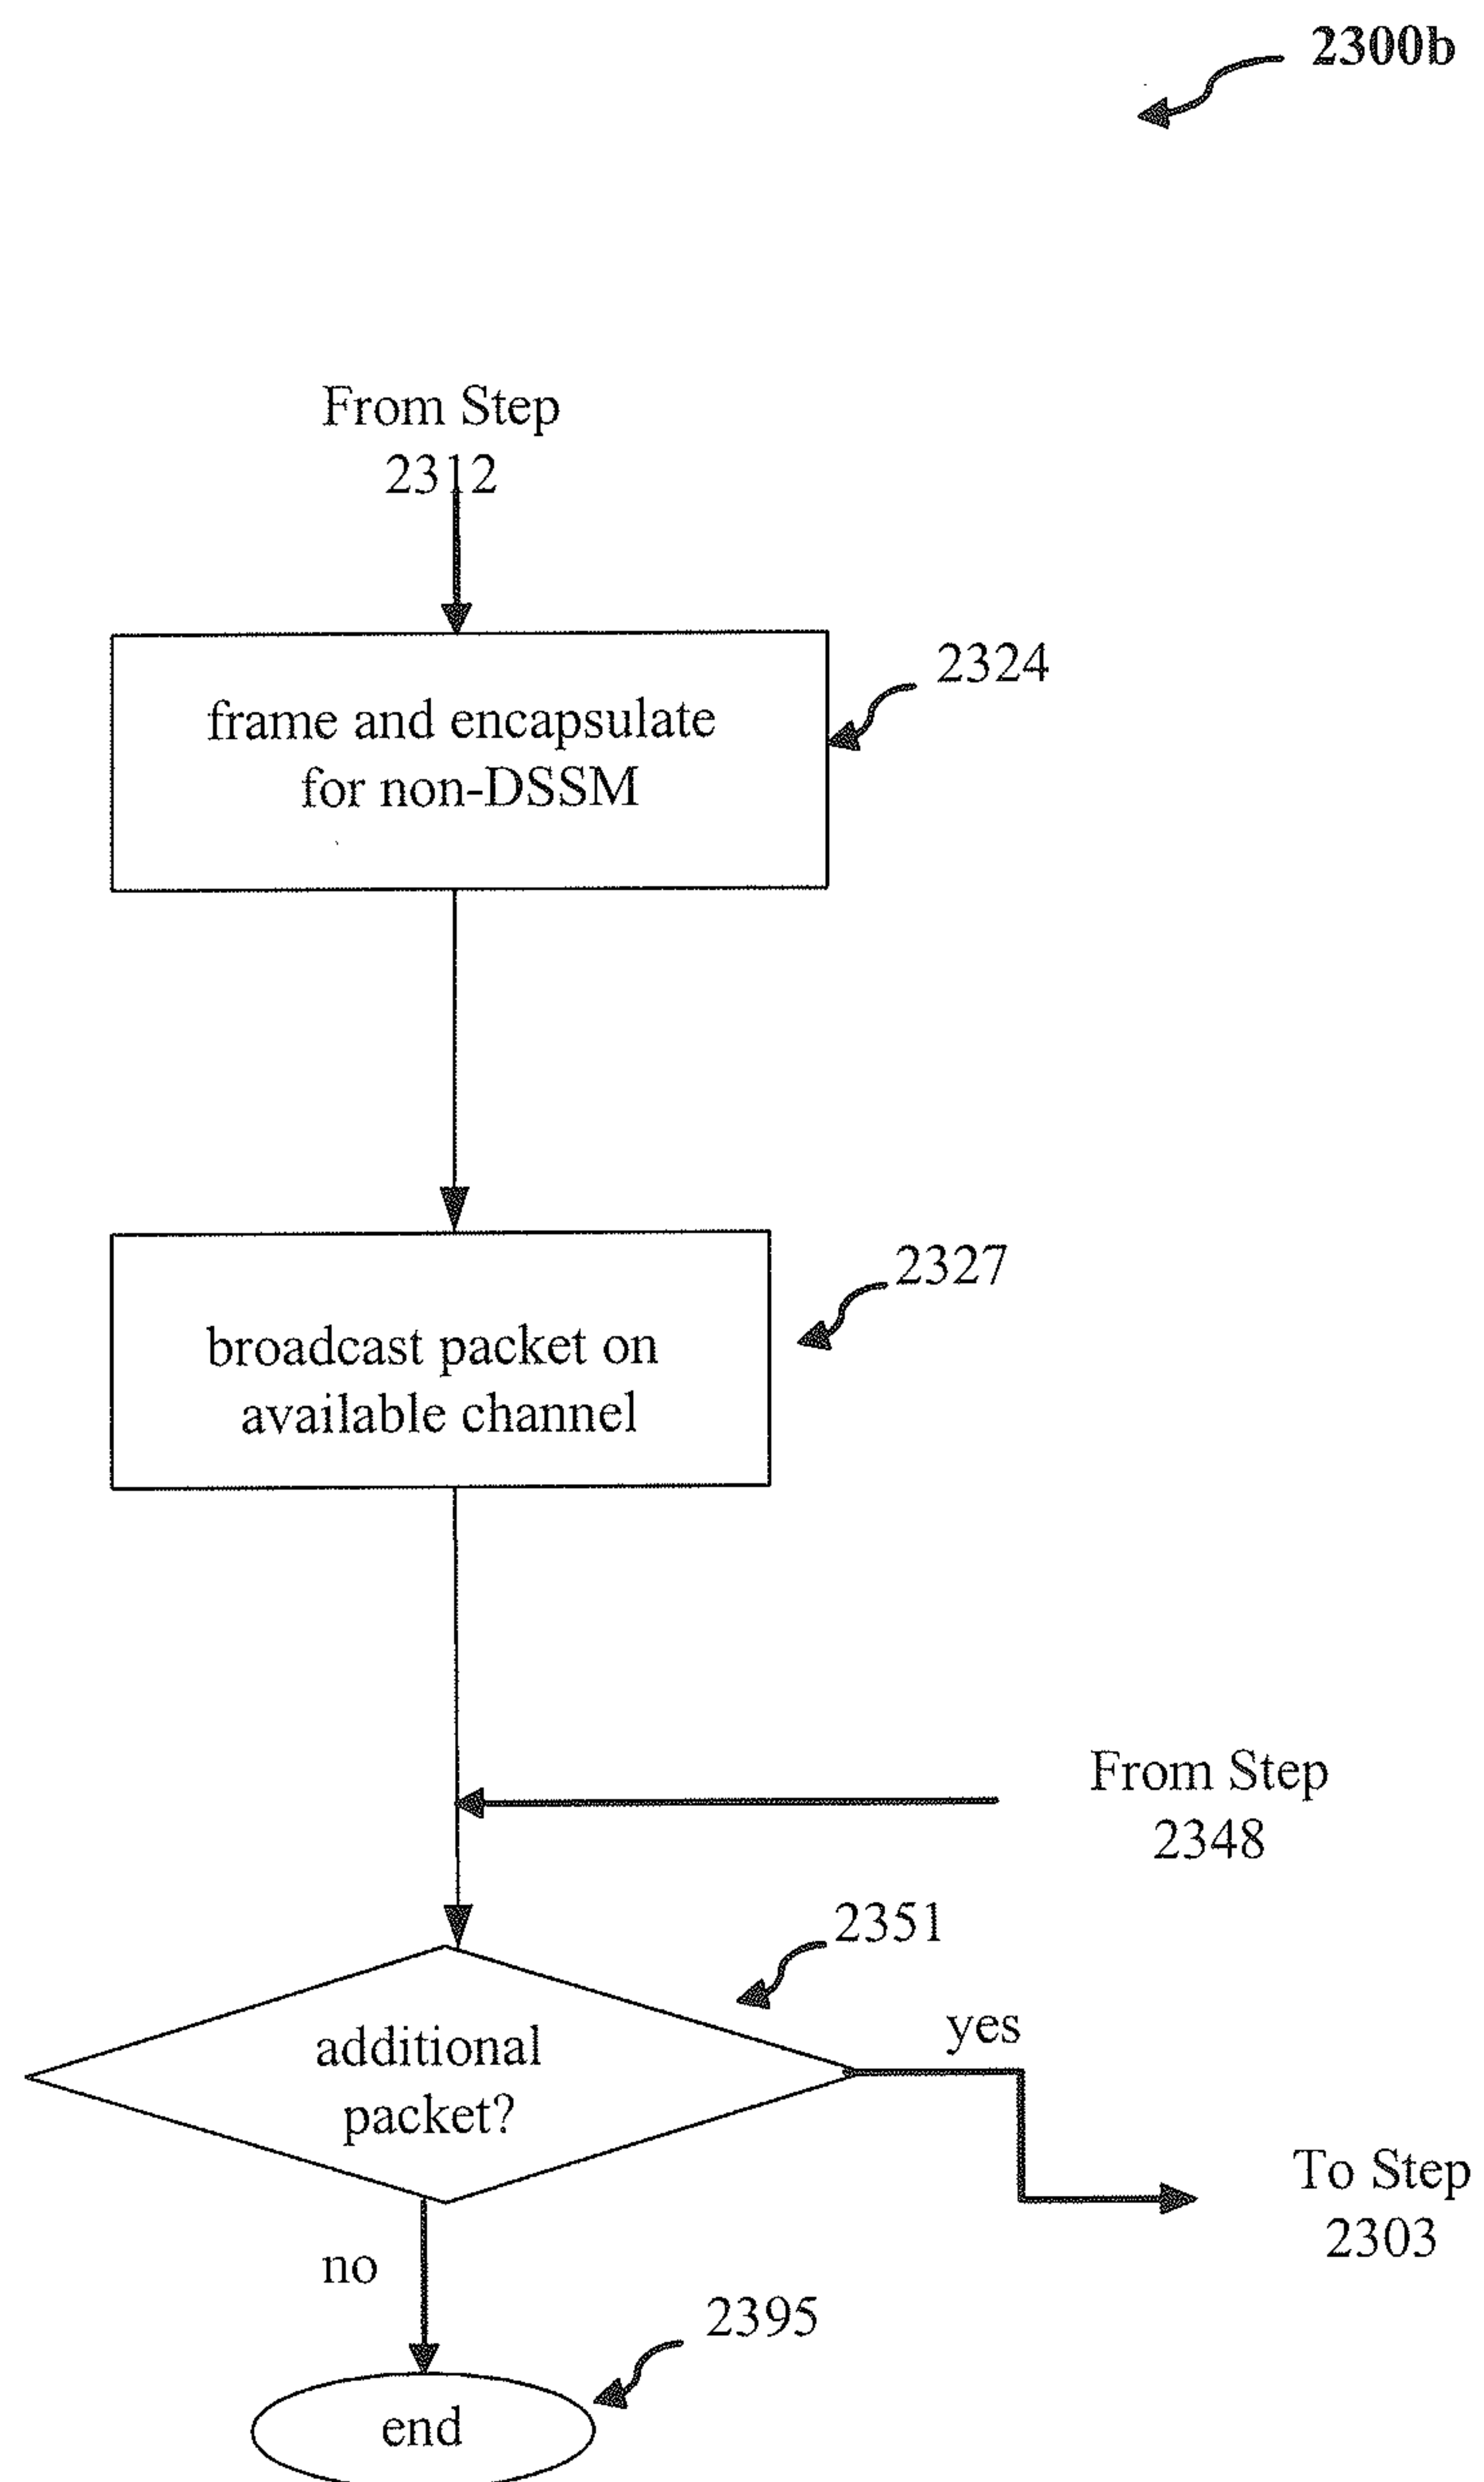 2300b
From Step
2312
2324
frame and encapsulate
for non-DSSM
2327
broadcast packet on
available channel
From Step
2348
2351
yes
additional
packet?
To Step
2303
no
2395
end